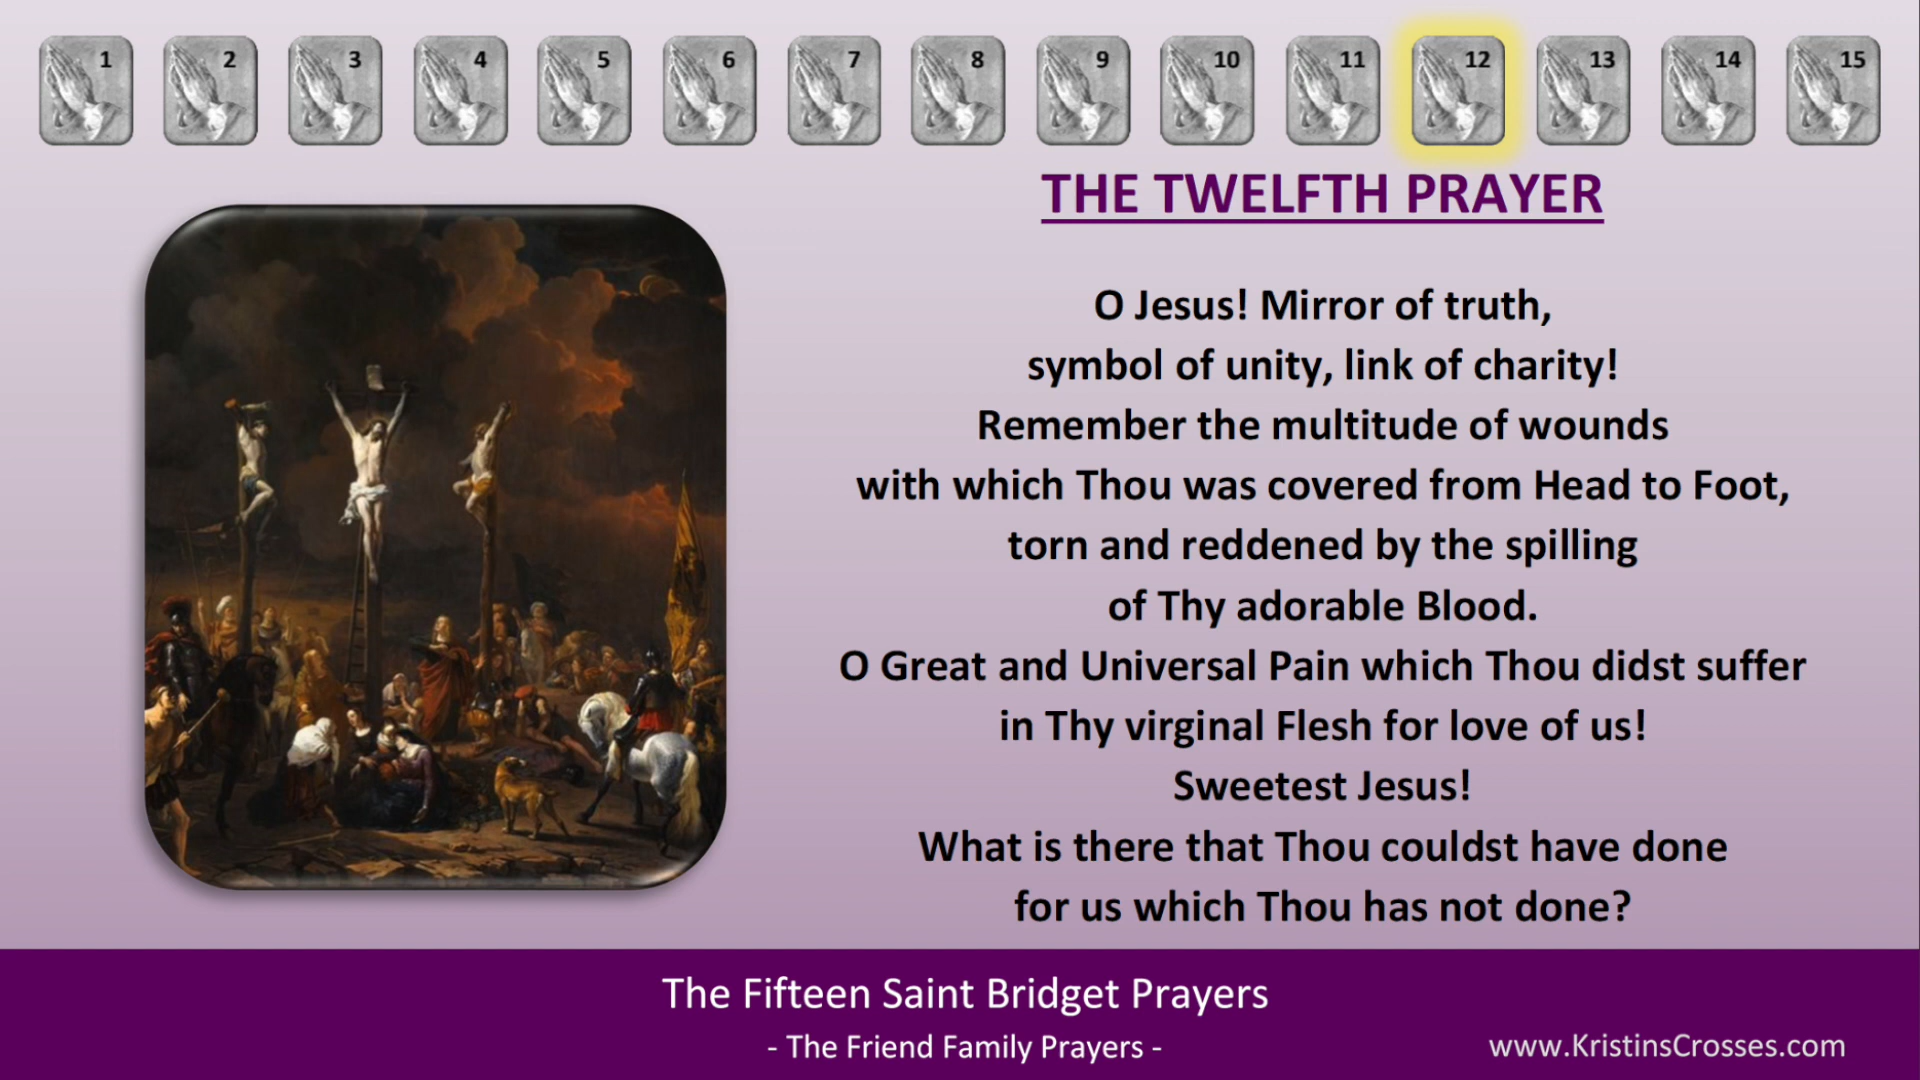 1 2 3 4 5 6 7 8 9 10 11 12 13 14 15
THE TWELFTH PRAYER
O Jesus! Mirror of truth,
symbol of unity, link of charity!
Remember the multitude of wounds
with which Thou was covered from Head to Foot,
torn and reddened by the spilling
of Thy adorable Blood.
O Great and Universal Pain which Thou didst suffer
in Thy virginal Flesh for love of us!
Sweetest Jesus!
What is there that Thou couldst have done
for us which Thou has not done?
The Fifteen Saint Bridget Prayers
- The Friend Family Prayers -
www.KristinsCrosses.com